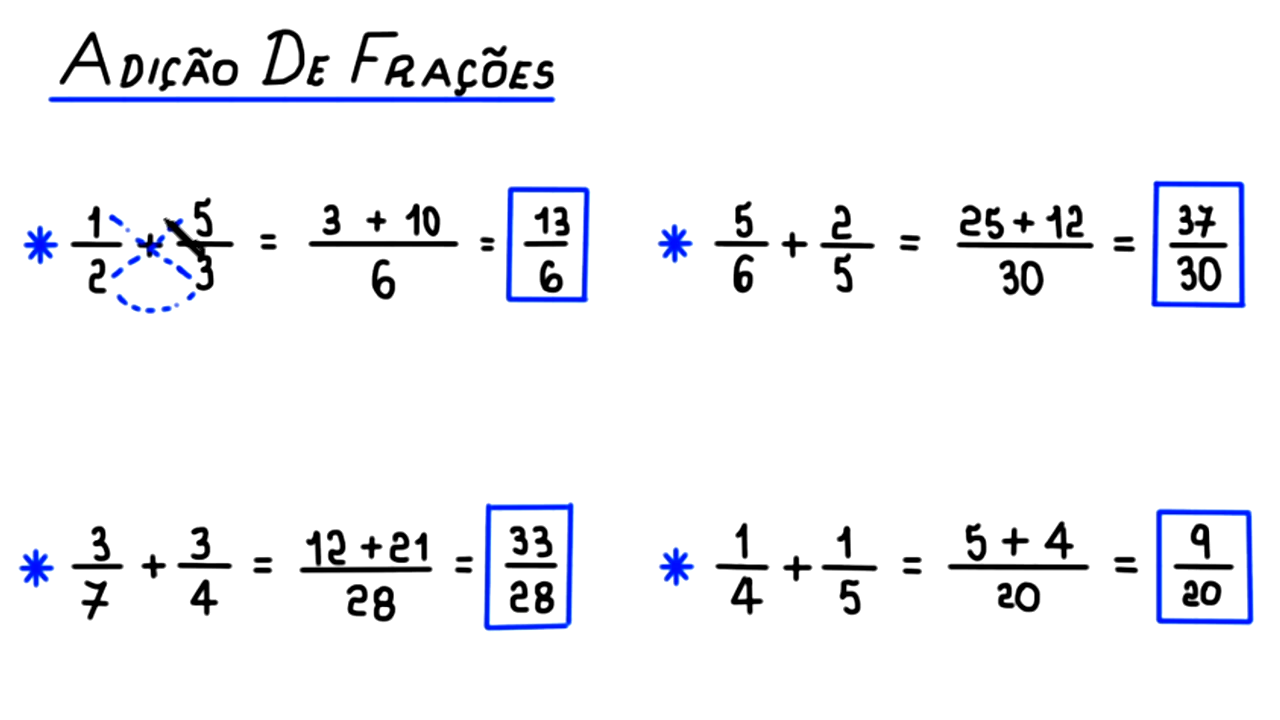 Adição De Frações
* 1/2 + 5/3 = 3 + 10/6 = 13/6
* 5/6 + 2/5 = 25 + 12/30 = 37/30
* 3/7 + 3/4 = 12 + 21/28 = 33/28
* 1/4 + 1/5 = 5 + 4/20 = 9/20